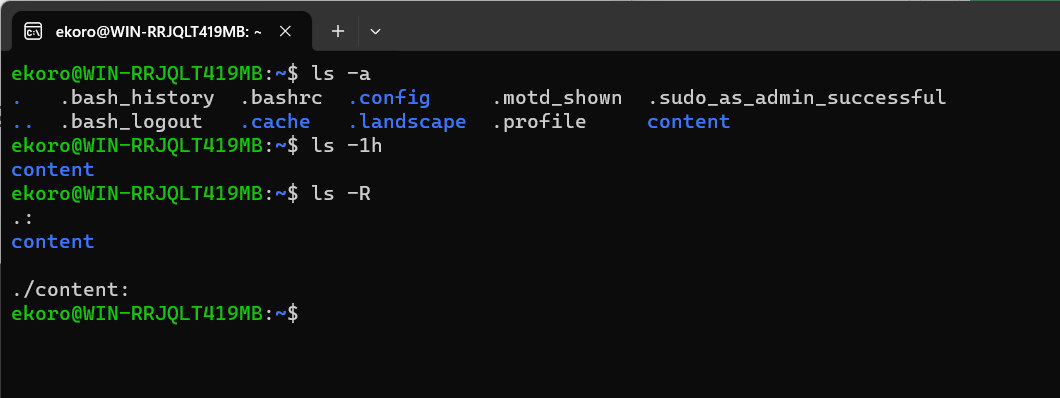 ekoro@WIN-RRJQLT419MB: ~
ekoro@WIN-RRJQLT419MB:~$ ls -a
.   .bash_history  .bashrc  .config     .motd_shown  .sudo_as_admin_successful
..  .bash_logout   .cache   .landscape  .profile     content
ekoro@WIN-RRJQLT419MB:~$ ls -1h
content
ekoro@WIN-RRJQLT419MB:~$ ls -R
.:
content

./content:
ekoro@WIN-RRJQLT419MB:~$